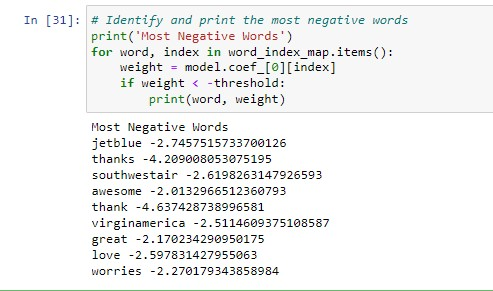 In [31]: # Identify and print the most negative words
print('Most Negative Words')
for word, index in word_index_map.items():
    weight = model.coef_[0][index]
    if weight < -threshold:
        print(word, weight)
Most Negative Words
jetblue -2.7457515733700126
thanks -4.209008053075195
southwestair -2.6198263147926593
awesome -2.0132966512360793
thank -4.637428738996581
virginamerica -2.5114609375108587
great -2.170234290950175
love -2.597831427955063
worries -2.270179343858984